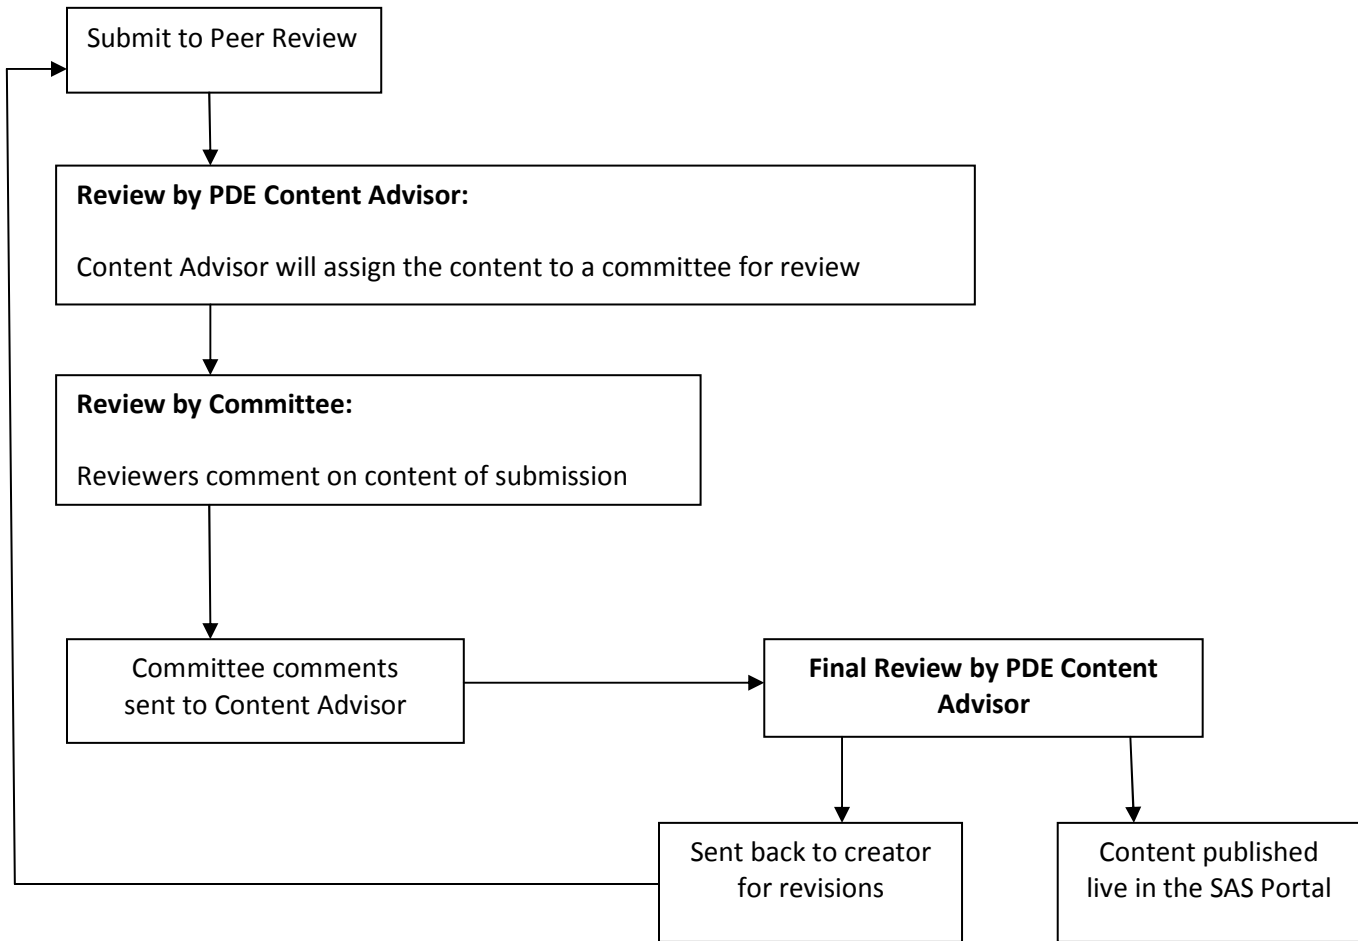 Submit to Peer Review
Review by PDE Content Advisor:
Content Advisor will assign the content to a committee for review
Review by Committee:
Reviewers comment on content of submission
Committee comments
sent to Content Advisor
Final Review by PDE Content
Advisor
Sent back to creator
for revisions
Content published
live in the SAS Portal